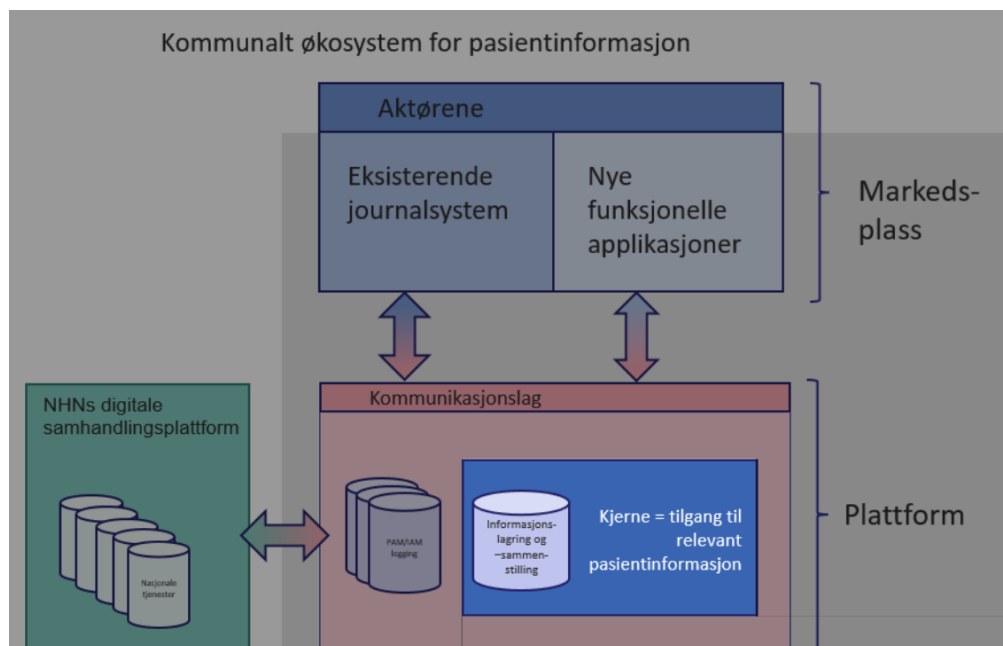 Kommunalt økosystem for pasientinformasjon
Aktørene
Eksisterende
journalsystem
Nye
funksjonelle
applikasjoner
Markeds-
plass
NHNs digitale
samhandlingsplattform
Nasjonale
tjenester
Kommunikasjonslag
PAM/IAM
logging
Informasjons-
lagring og
–sammen-
stilling
Kjerne = tilgang til
relevant
pasientinformasjon
Plattform